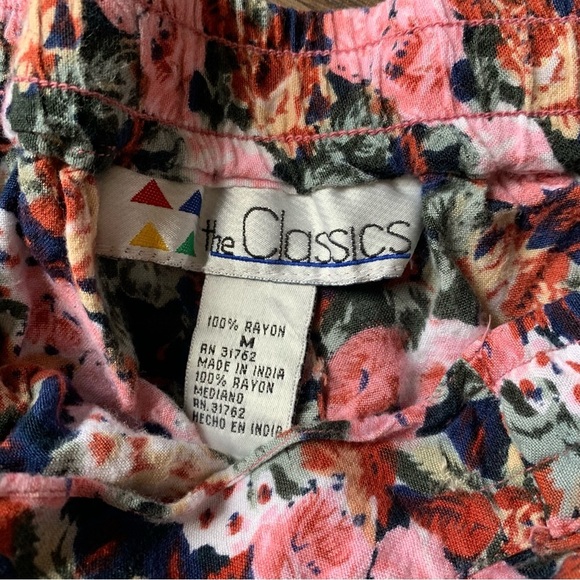 the Classics
100% RAYON
M
RN 31762
MADE IN INDIA
100% RAYON
MEDIANO
RN.31762
HECHO EN INDIA